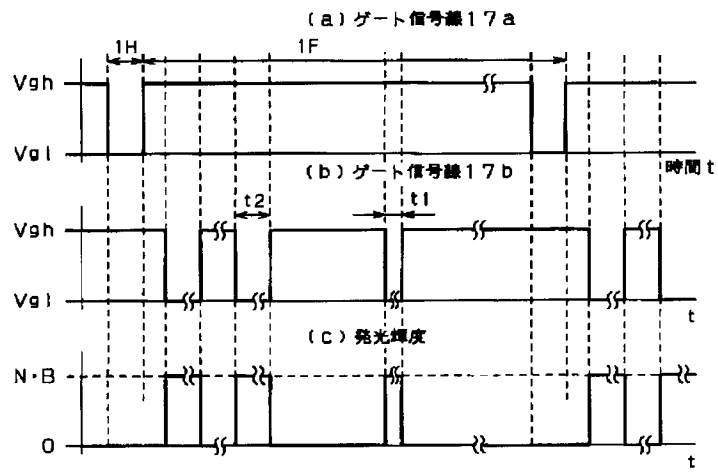 (a)ゲート信号線17a
1H
1F
Vgh
Vgl
時間t
(b)ゲート信号線17b
t2
t1
Vgh
Vgl
t
(c)発光輝度
N·B
0
t